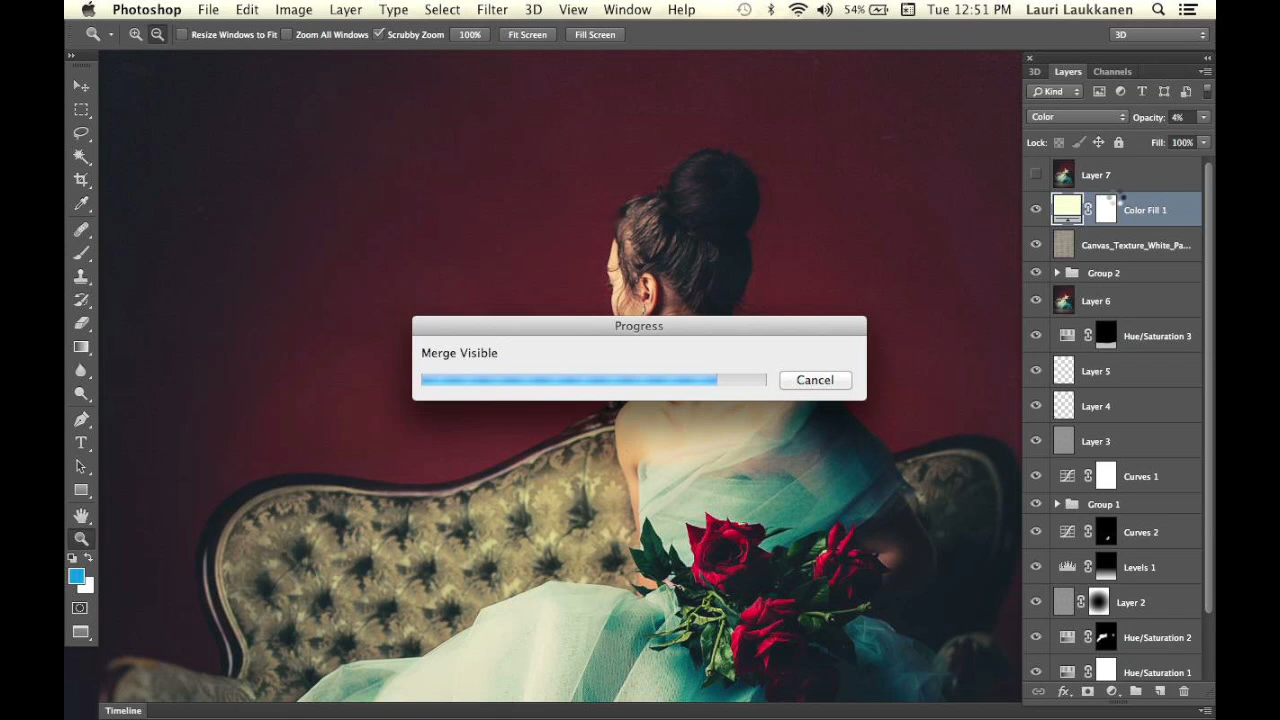 Photoshop File Edit Image Layer Type Select Filter 3D View Window Help 54% Tue 12:51 PM Lauri Laukkanen
Resize Windows to Fit Zoom All Windows Scrubby Zoom 100% Fit Screen Fill Screen 3D
3D Layers Channels
Kind
Color Opacity: 4%
Lock: Fill: 100%
Layer 7
Color Fill 1
Canvas_Texture_White_Pa...
Group 2
Layer 6
Hue/Saturation 3
Layer 5
Layer 4
Layer 3
Curves 1
Group 1
Curves 2
Levels 1
Layer 2
Hue/Saturation 2
Hue/Saturation 1
Progress
Merge Visible
Cancel
Timeline